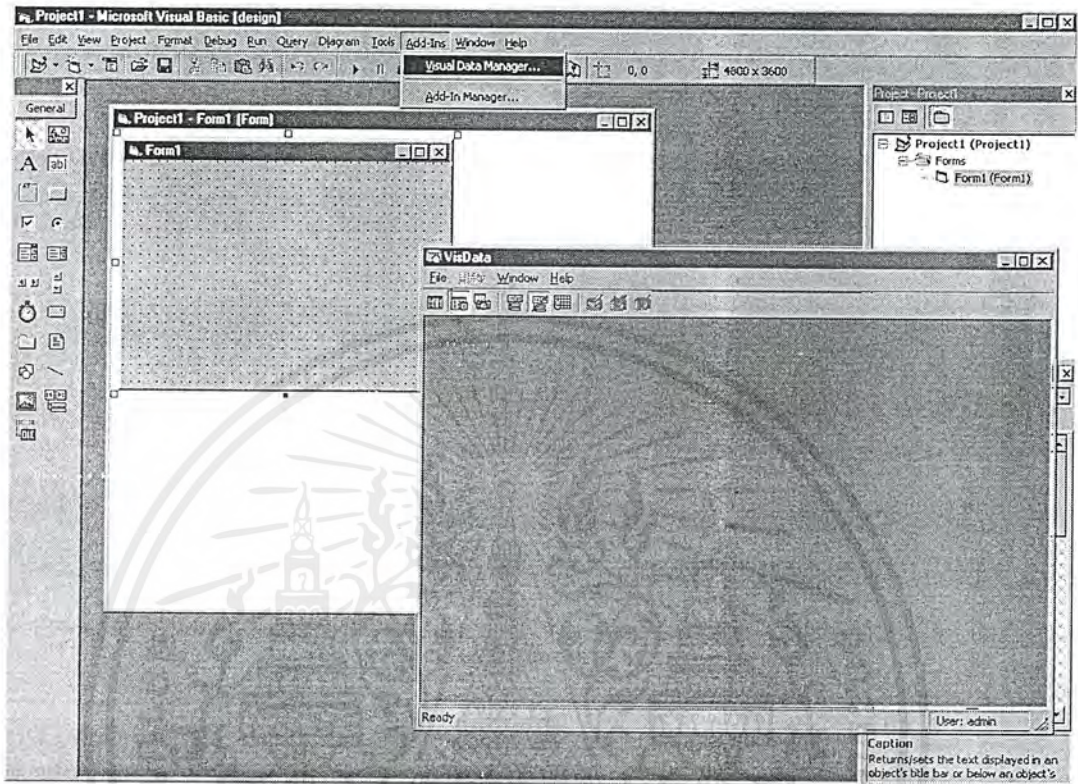 Project1 - Microsoft Visual Basic [design]
File Edit View Project Format Debug Run Query Diagram Tools Add-Ins Window Help
Visual Data Manager...
0, 0
4800 x 3600
Add-In Manager...
General
Project - Project1
Project1 - Form1 (Form)
Project1 (Project1)
Form1
Forms
A
abl
Form1 (Form1)
VisData
File Utility Window Help
Ready
User: admin
Caption
Returns/sets the text displayed in an
object's title bar or below an object's